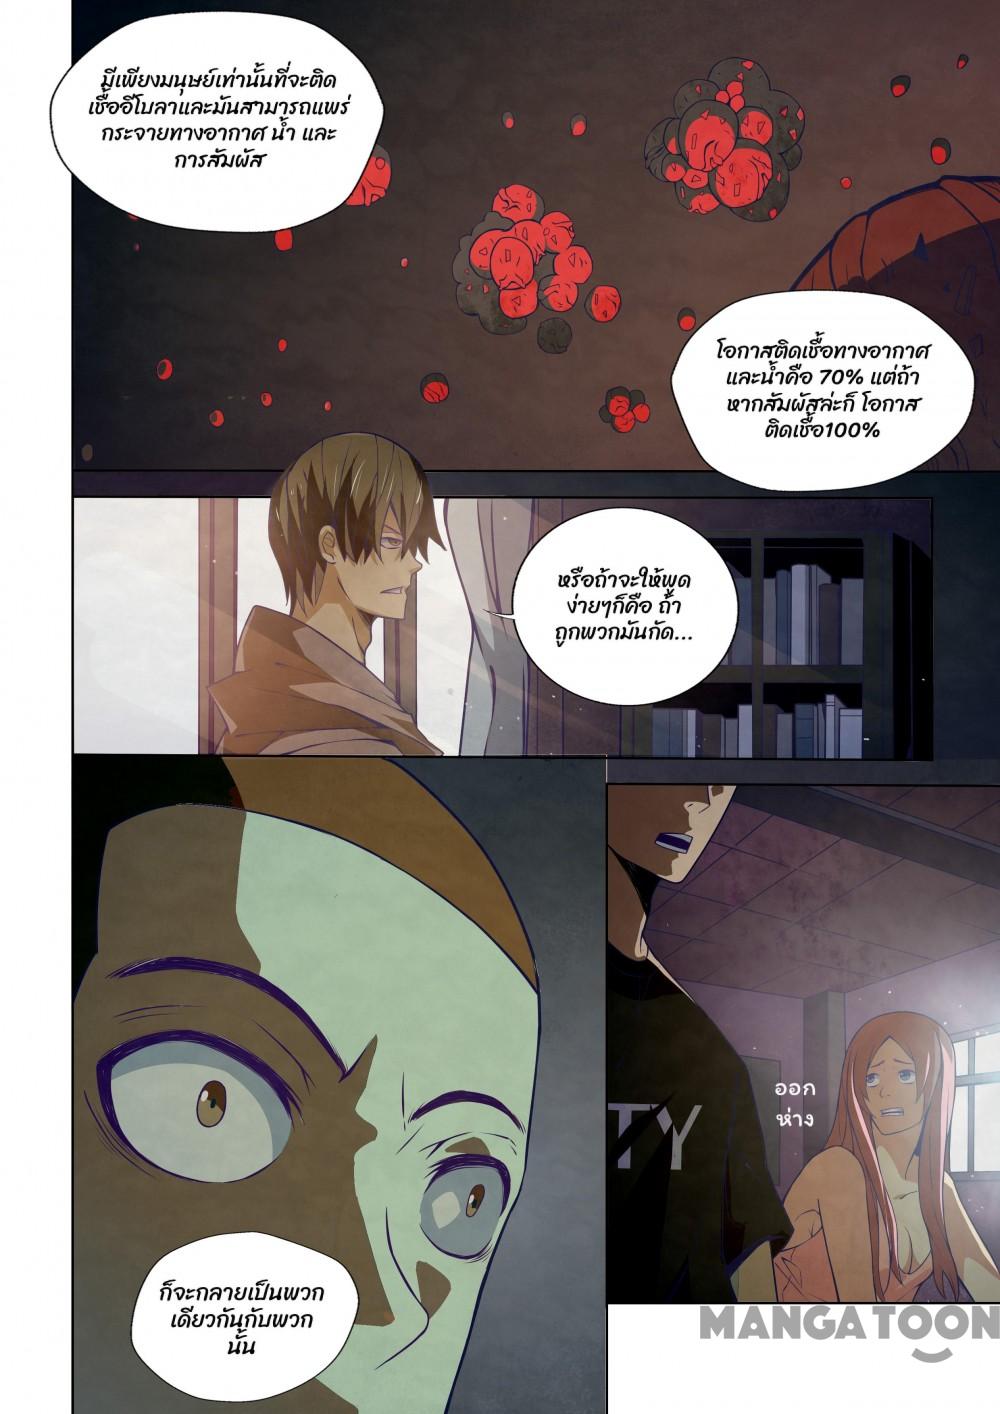 มีเพียงมนุษย์เท่านั้นที่จะติด
เชื้ออีโบลาและมันสามารถแพร่
กระจายทางอากาศ น้ำ และ
การสัมผัส
โอกาสติดเชื้อทางอากาศ
และน้ำคือ 70% แต่ถ้า
หากสัมผัสล่ะก็ โอกาส
ติดเชื้อ100%
หรือถ้าจะให้พูด
ง่ายๆก็คือ ถ้า
ถูกพวกมันกัด...
ออก
ห่าง
TY
ก็จะกลายเป็นพวก
เดียวกันกับพวก
นั้น
MANGATOON